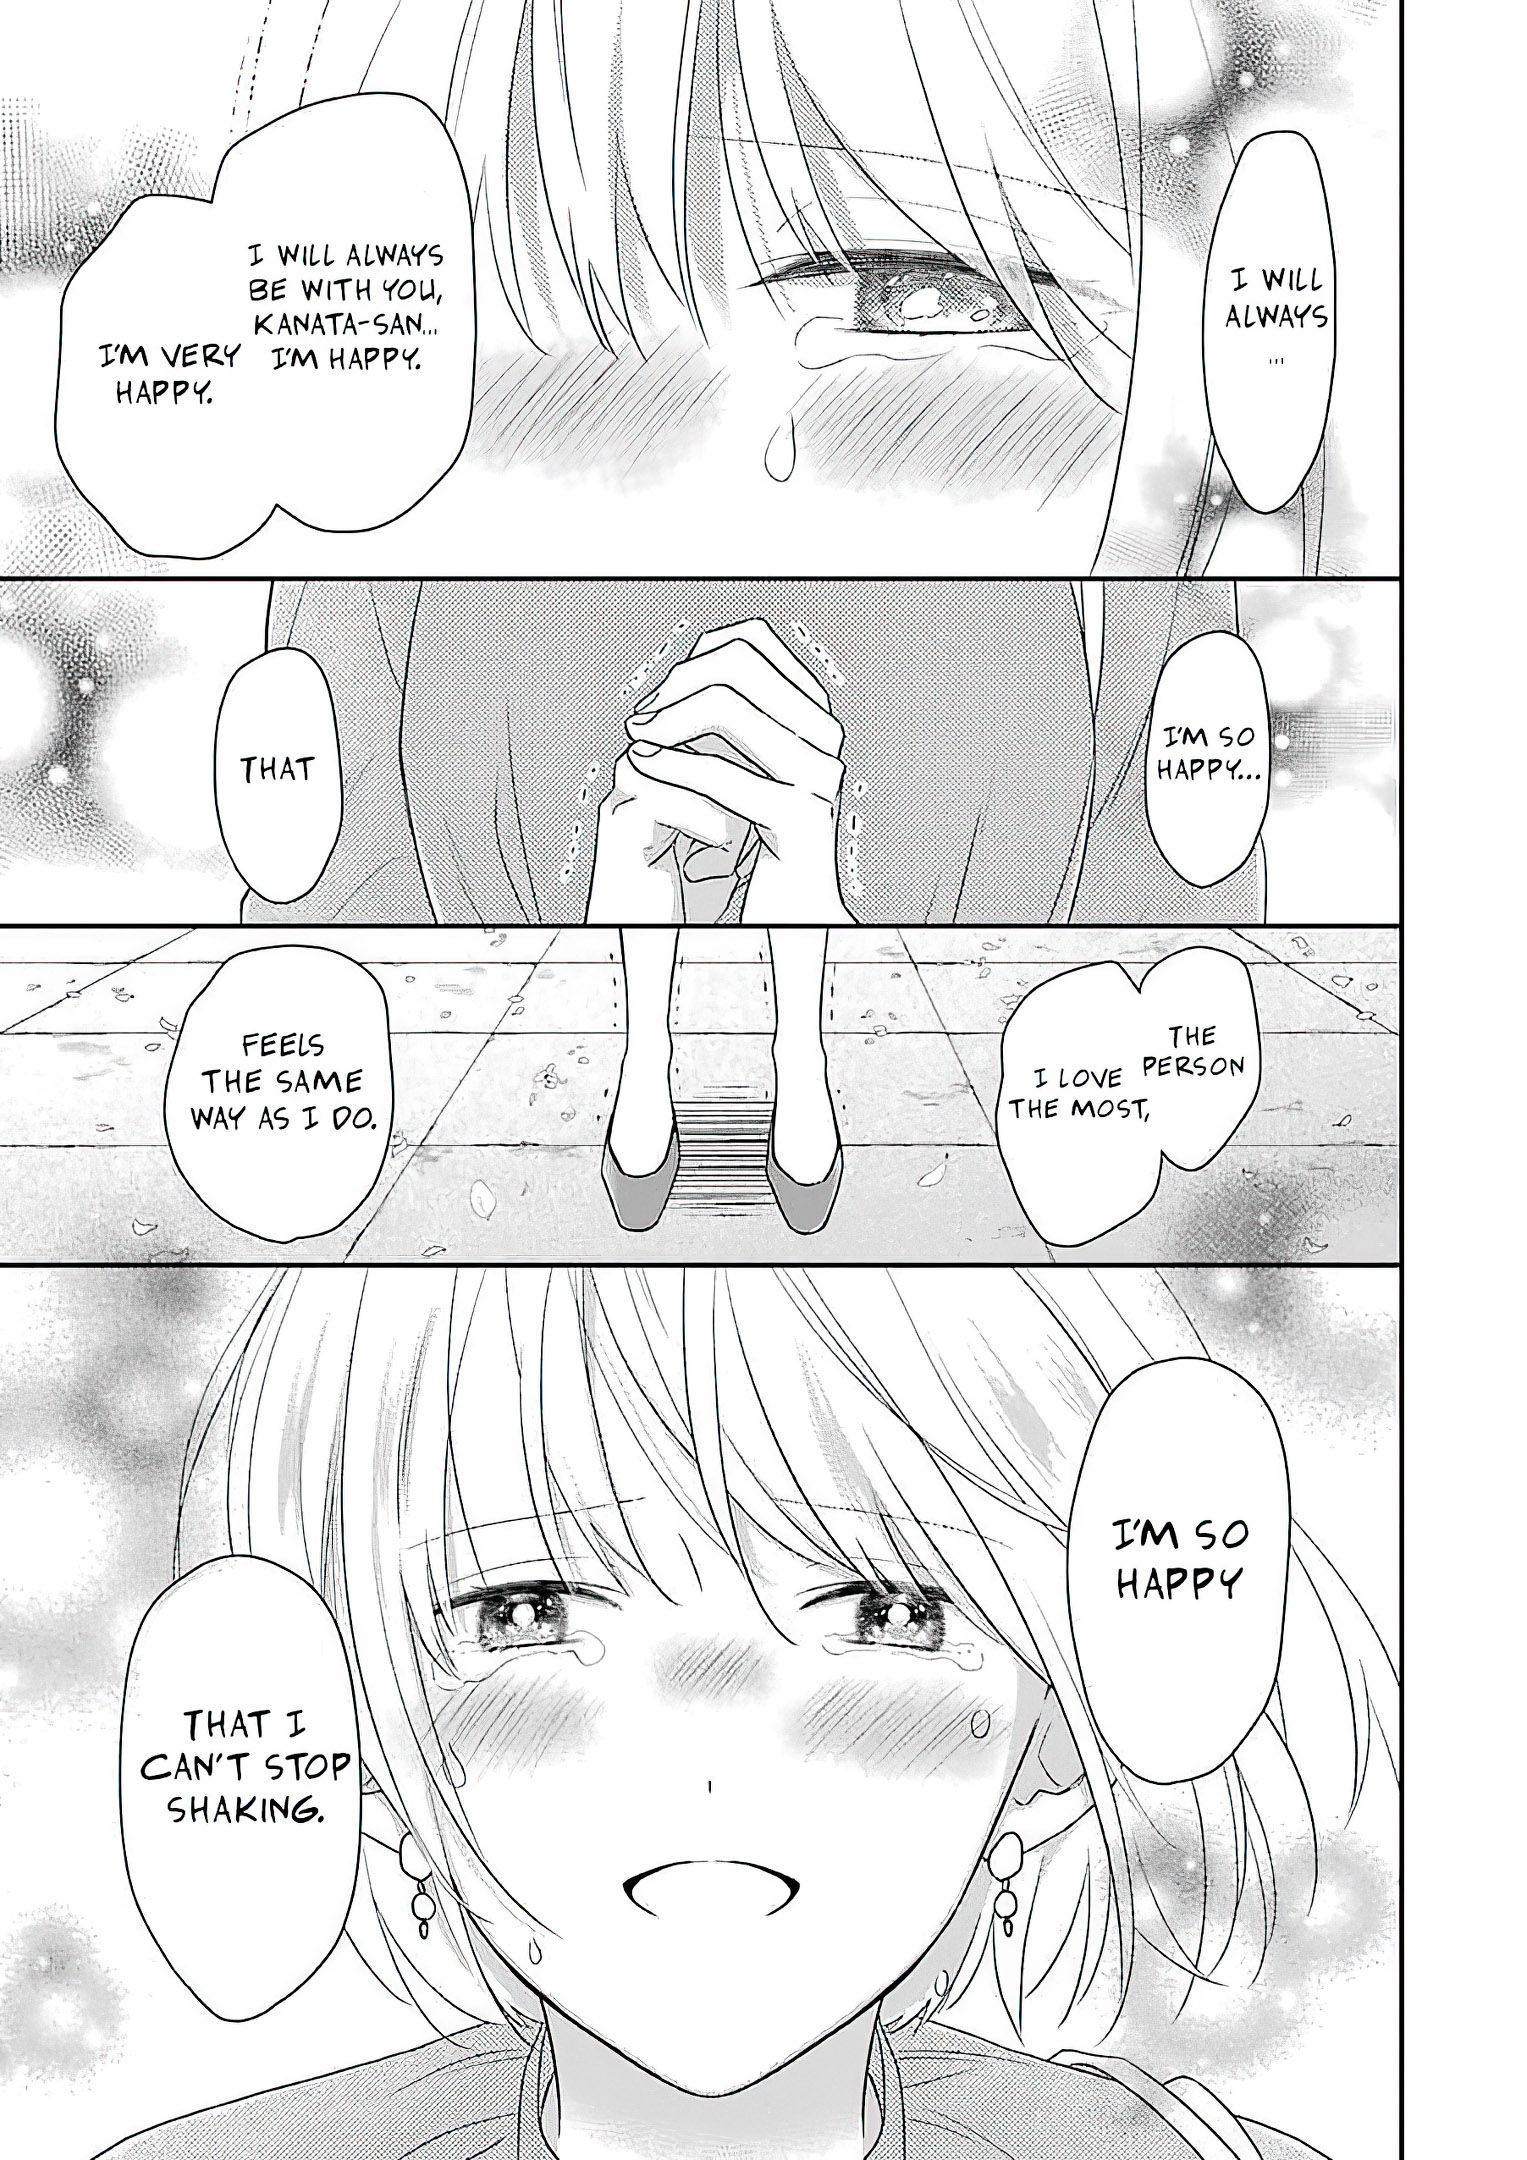 I WILL
ALWAYS
...
I WILL ALWAYS
BE WITH YOU,
KANATA-SAN...
I'M HAPPY.
I'M VERY
HAPPY.
I'M SO
HAPPY...
THAT
THE
PERSON
I LOVE
THE MOST,
FEELS
THE SAME
WAY AS I DO.
I'M SO
HAPPY
THAT I
CAN'T STOP
SHAKING.